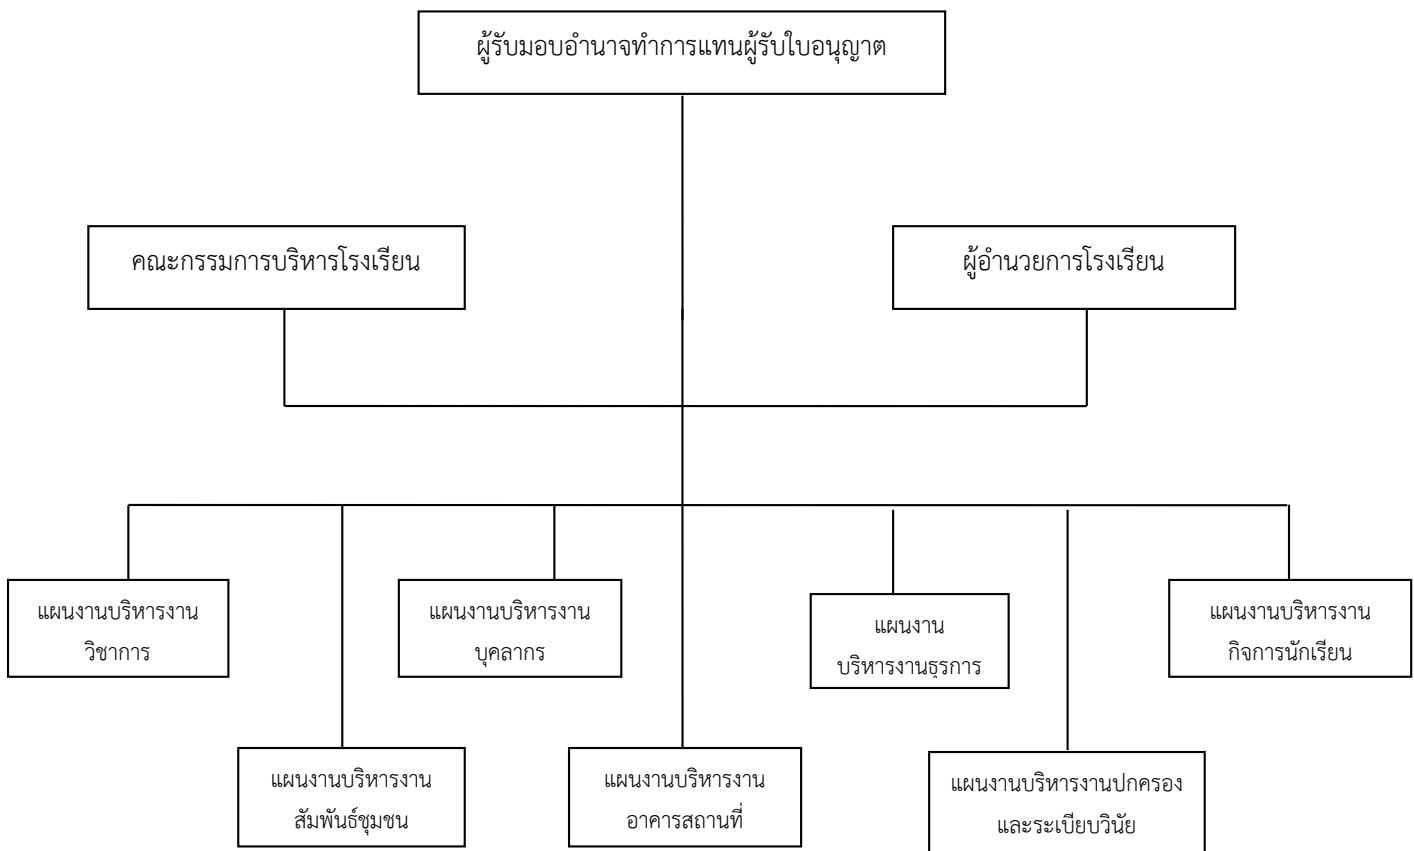 ผู้รับมอบอำนาจทำการแทนผู้รับใบอนุญาต
คณะกรรมการบริหารโรงเรียน
ผู้อำนวยการโรงเรียน
แผนงานบริหารงาน
วิชาการ
แผนงานบริหารงาน
บุคลากร
แผนงาน
บริหารงานธุรการ
แผนงานบริหารงาน
กิจการนักเรียน
แผนงานบริหารงาน
สัมพันธ์ชุมชน
แผนงานบริหารงาน
อาคารสถานที่
แผนงานบริหารงานปกครอง
และระเบียบวินัย